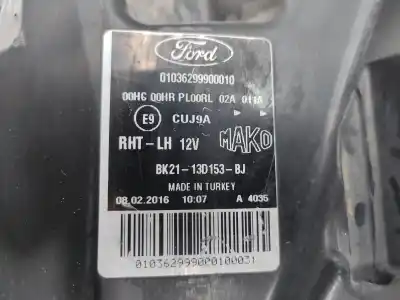 Ford
01036299900010
00HC 00HR PL00RL 02A 011A
E9 CUJ9A
RHT-LH 12V MAKO
BK21-13D153-BJ
MADE IN TURKEY
08.02.2016 10:07 A 4035
010362999000100031